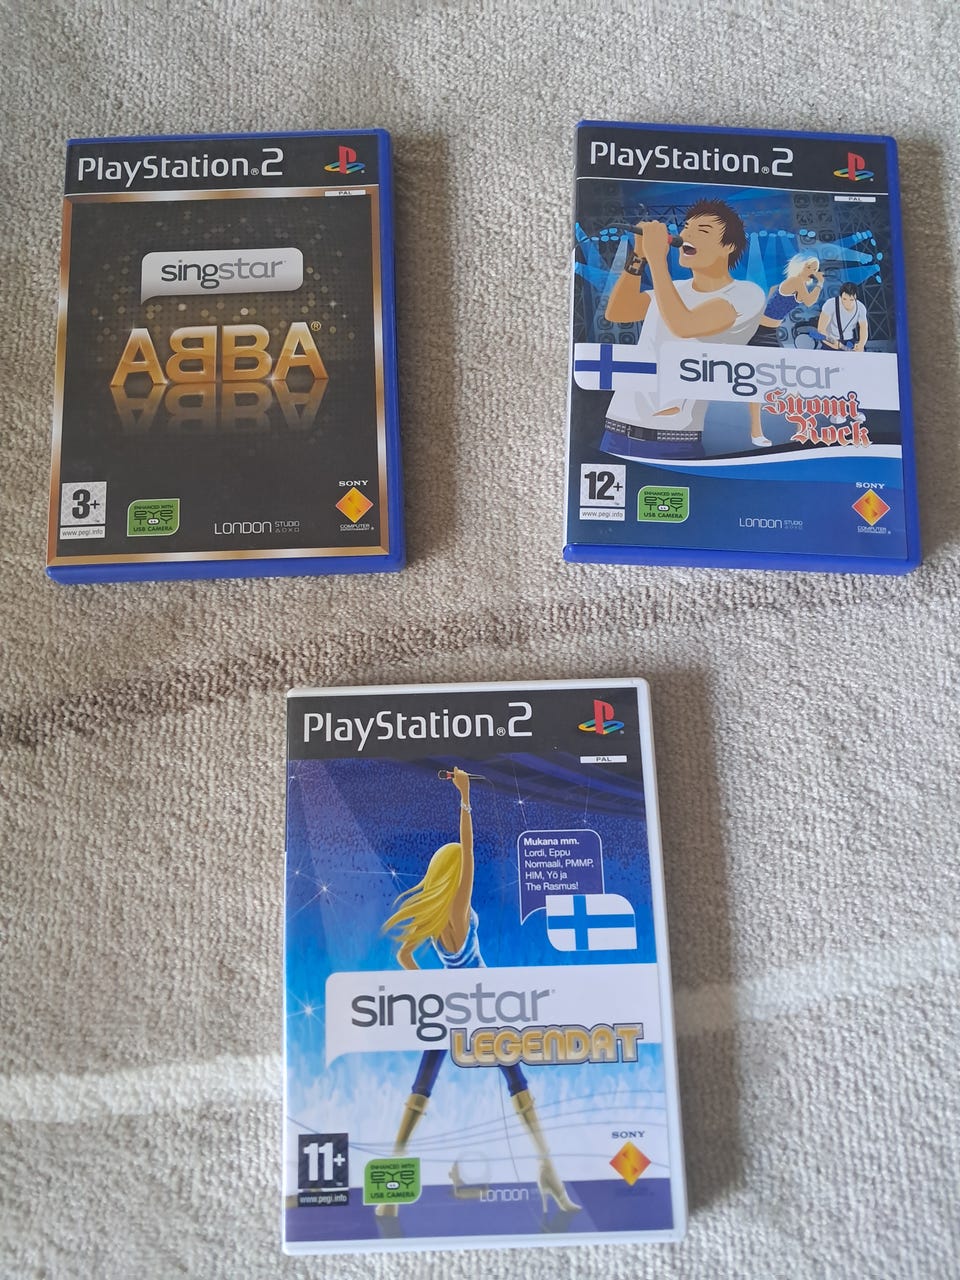 PlayStation®2
PAL
singstar
ABBA®
3+
www.pegi.info
ENHANCED WITH
EYE
TOY
USB CAMERA
LONDON STUDIO
SONY
COMPUTER
PlayStation®2
PAL
singstar
Suomi
Rock
12+
www.pegi.info
ENHANCED WITH
EYE
TOY
USB CAMERA
LONDON STUDIO
SONY
COMPUTER
PlayStation®2
PAL
Mukana mm.
Lordi, Eppu
Normaali, PMMP,
HIM, Yö ja
The Rasmus!
singstar
LEGENDAT
11+
www.pegi.info
ENHANCED WITH
EYE
TOY
USB CAMERA
LONDON
SONY